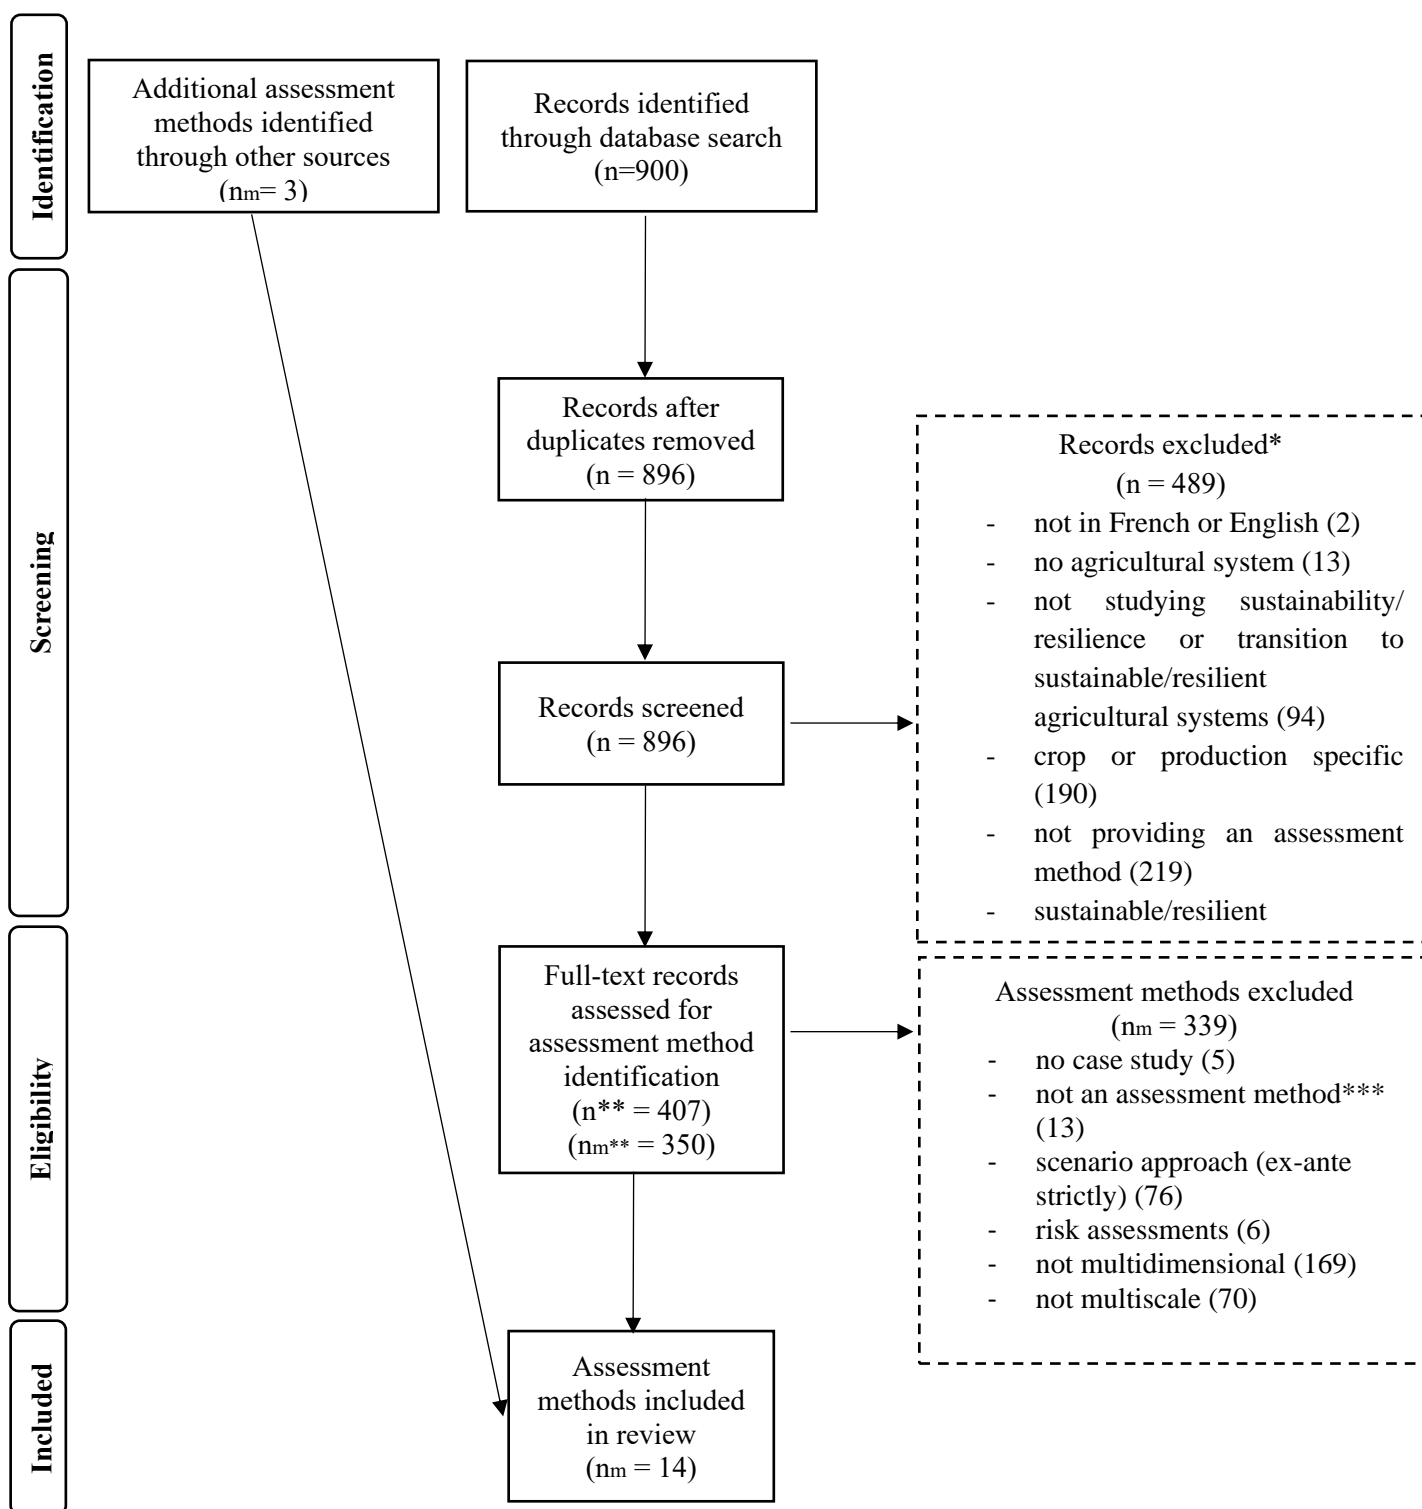 Identification
Additional assessment
methods identified
through other sources
(nm= 3)
Records identified
through database search
(n=900)
Screening
Records after
duplicates removed
(n = 896)
Records screened
(n = 896)
Records excluded*
(n = 489)
- not in French or English (2)
- no agricultural system (13)
- not studying sustainability/
resilience or transition to
sustainable/resilient
agricultural systems (94)
- crop or production specific
(190)
- not providing an assessment
method (219)
- sustainable/resilient
Eligibility
Full-text records
assessed for
assessment method
identification
(n** = 407)
(nm** = 350)
Assessment methods excluded
(nm = 339)
- no case study (5)
- not an assessment method***
(13)
- scenario approach (ex-ante
strictly) (76)
- risk assessments (6)
- not multidimensional (169)
- not multiscale (70)
Included
Assessment
methods included
in review
(nm = 14)